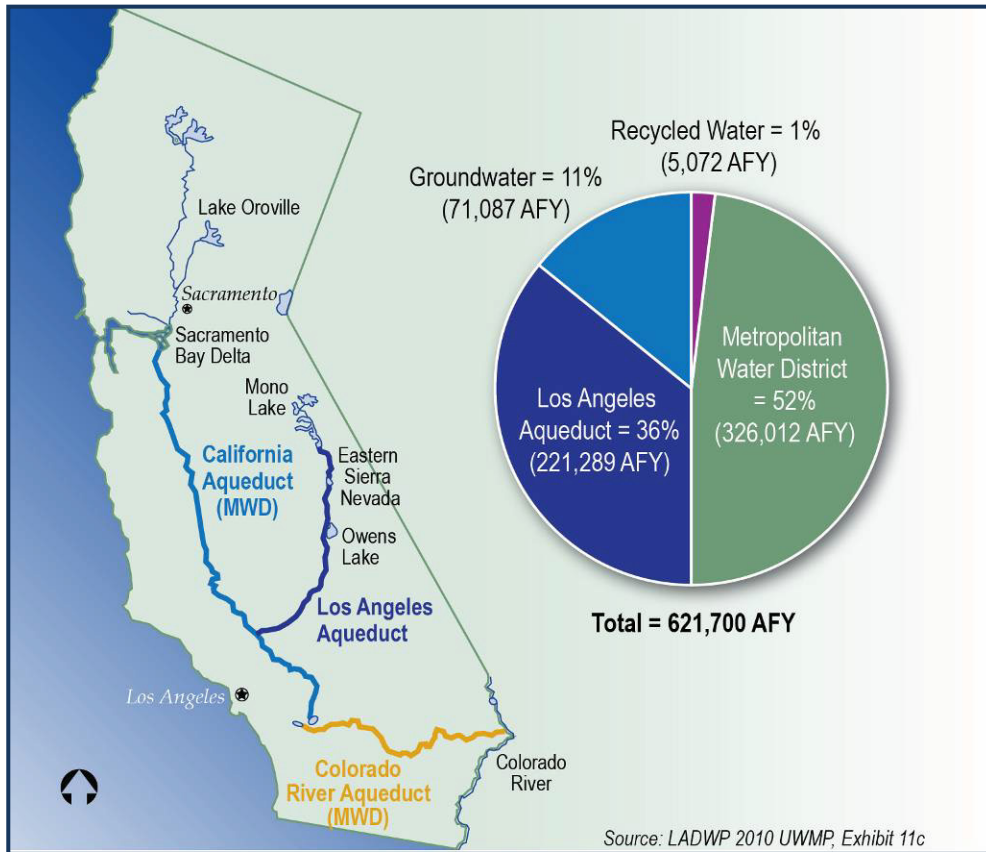 Recycled Water = 1%
(5,072 AFY)
Groundwater = 11%
(71,087 AFY)
Metropolitan
Water District
= 52%
(326,012 AFY)
Los Angeles
Aqueduct = 36%
(221,289 AFY)
Total = 621,700 AFY
Lake Oroville
Sacramento
Sacramento
Bay Delta
Mono
Lake
California
Aqueduct
(MWD)
Eastern
Sierra
Nevada
Owens
Lake
Los Angeles
Aqueduct
Los Angeles
Colorado
River Aqueduct
(MWD)
Colorado
River
Source: LADWP 2010 UWMP, Exhibit 11c